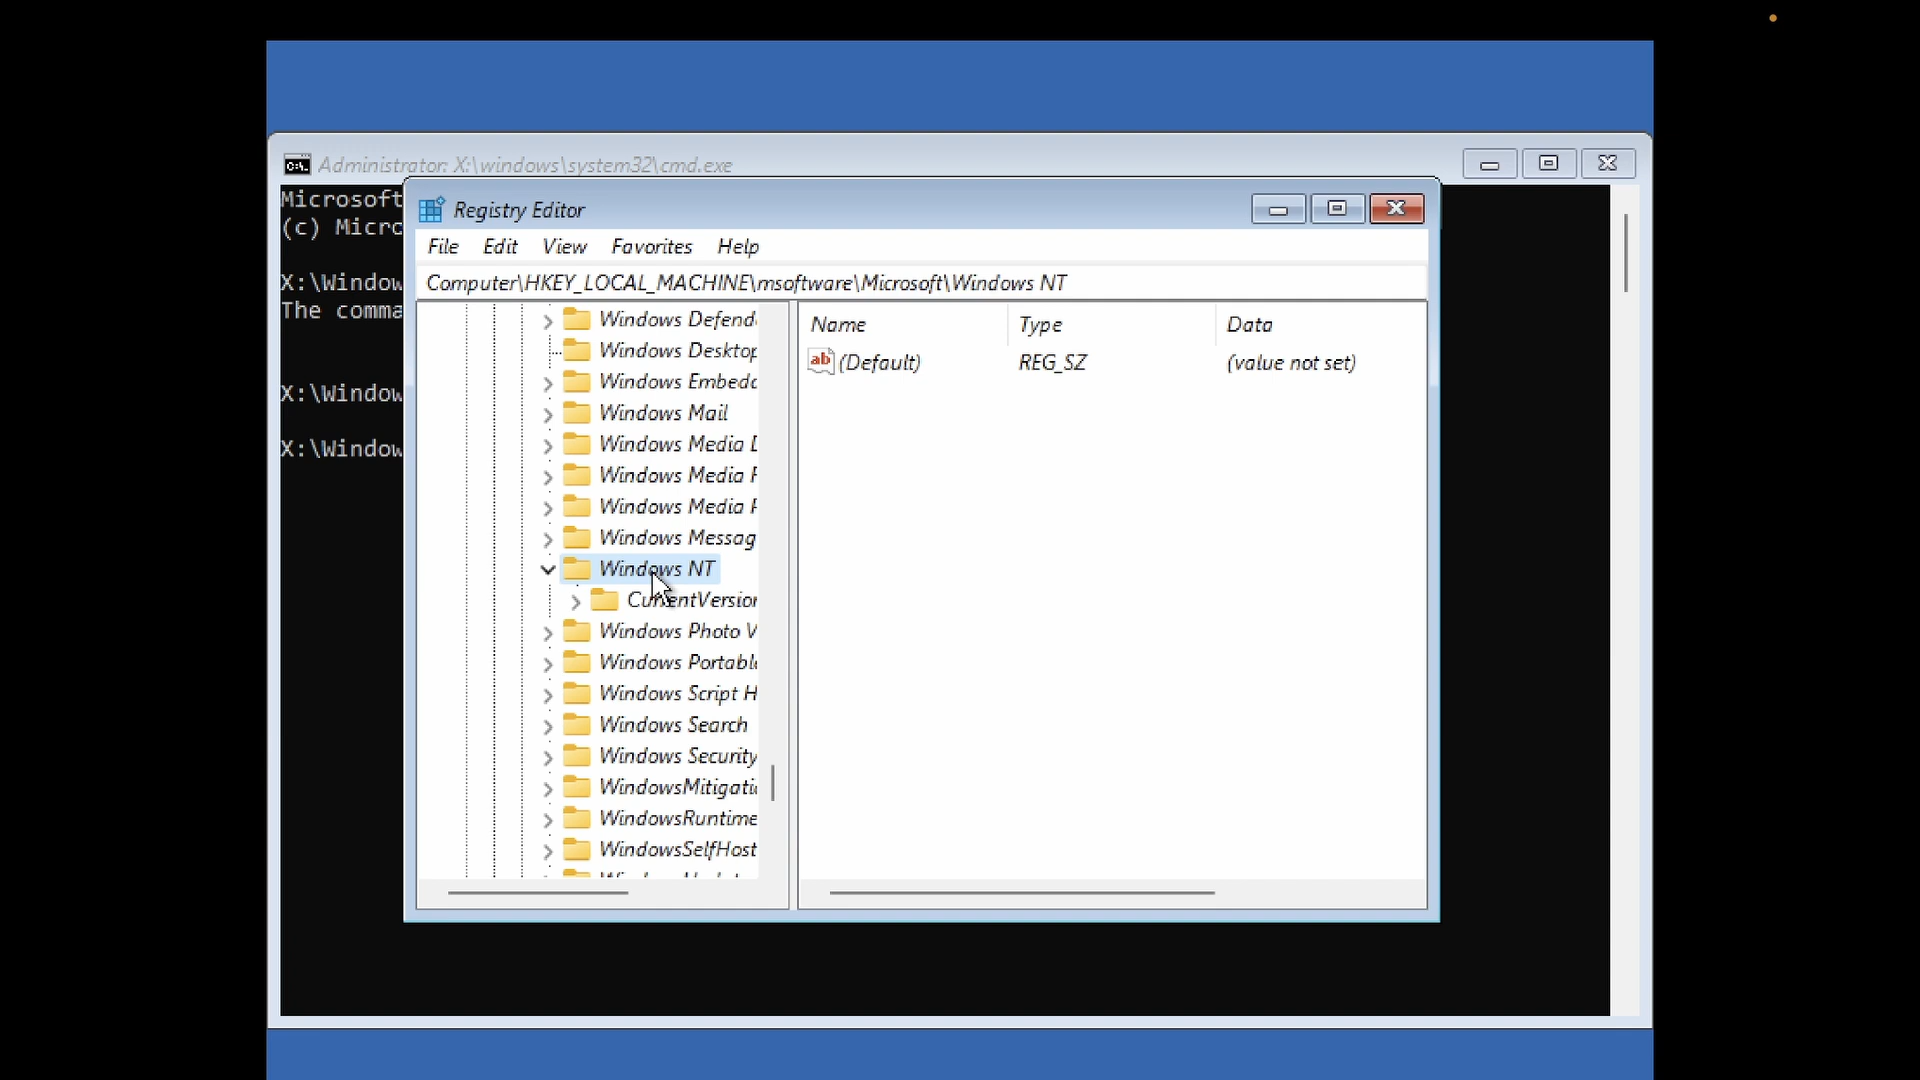 Administrator: X:\windows\system32\cmd.exe
Microsoft
(c) Micro
X:\Window
The comma
X:\Window
X:\Window
Registry Editor
File Edit View Favorites Help
Computer\HKEY_LOCAL_MACHINE\msoftware\Microsoft\Windows NT
Windows Defend
Windows Desktop
Windows Embed
Windows Mail
Windows Media
Windows Media
Windows Media
Windows Messag
Windows NT
CurrentVersion
Windows Photo V
Windows Portabl
Windows Script H
Windows Search
Windows Security
WindowsMitigati
WindowsRuntime
WindowsSelfHost
Name Type Data
(Default) REG_SZ (value not set)